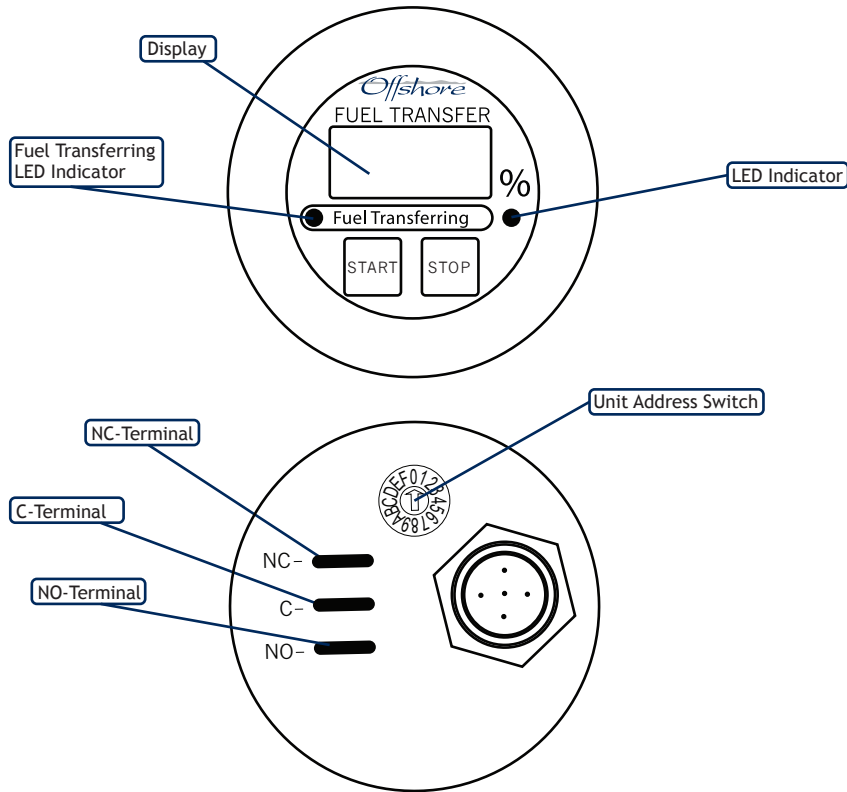 Display
Offshore
FUEL TRANSFER
Fuel Transferring
LED Indicator
%
LED Indicator
Fuel Transferring
START
STOP
Unit Address Switch
NC-Terminal
0123456789ABCDEF
C-Terminal
NC-
NO-Terminal
C-
NO-